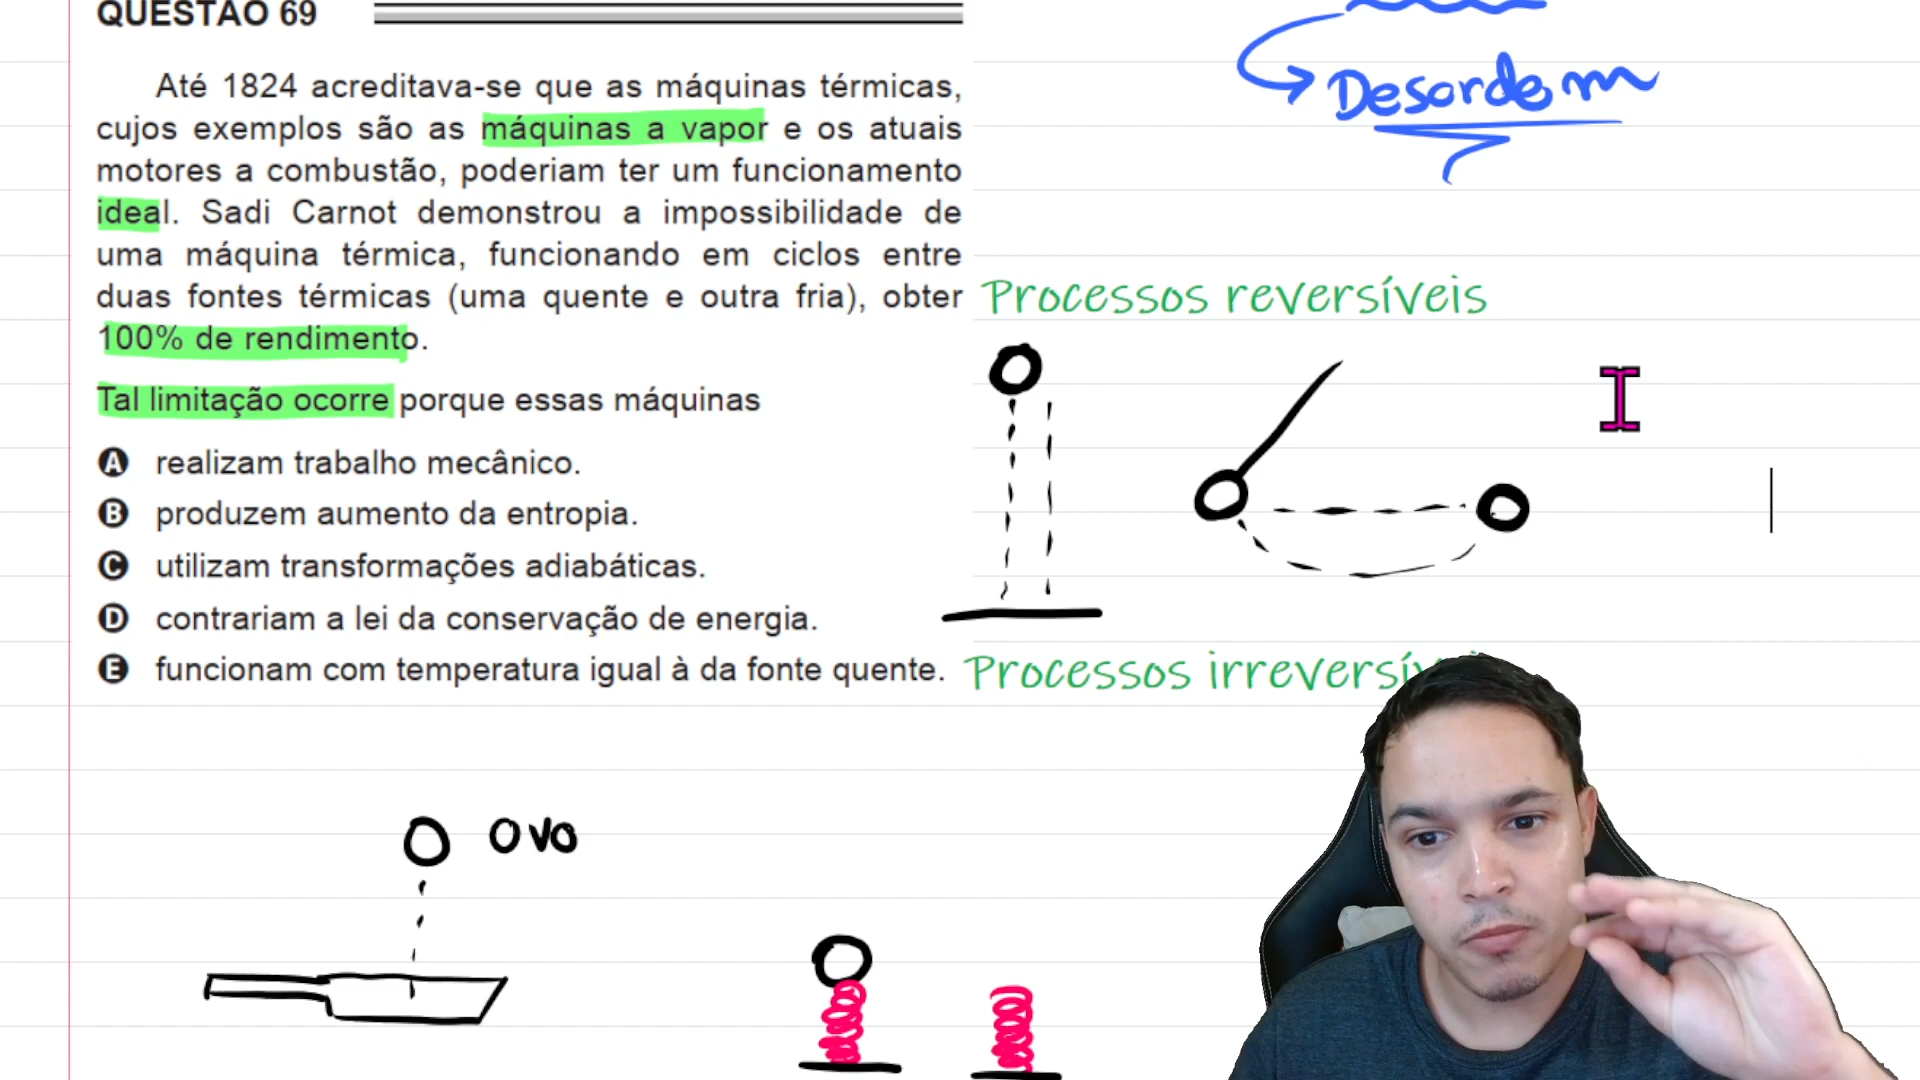 QUESTÃO 69
Até 1824 acreditava-se que as máquinas térmicas,
cujos exemplos são as máquinas a vapor e os atuais
motores a combustão, poderiam ter um funcionamento
ideal. Sadi Carnot demonstrou a impossibilidade de
uma máquina térmica, funcionando em ciclos entre
duas fontes térmicas (uma quente e outra fria), obter
100% de rendimento.
Tal limitação ocorre porque essas máquinas
A realizam trabalho mecânico.
B produzem aumento da entropia.
C utilizam transformações adiabáticas.
D contrariam a lei da conservação de energia.
E funcionam com temperatura igual à da fonte quente.
Desordem
Processos reversíveis
Processos
ovo